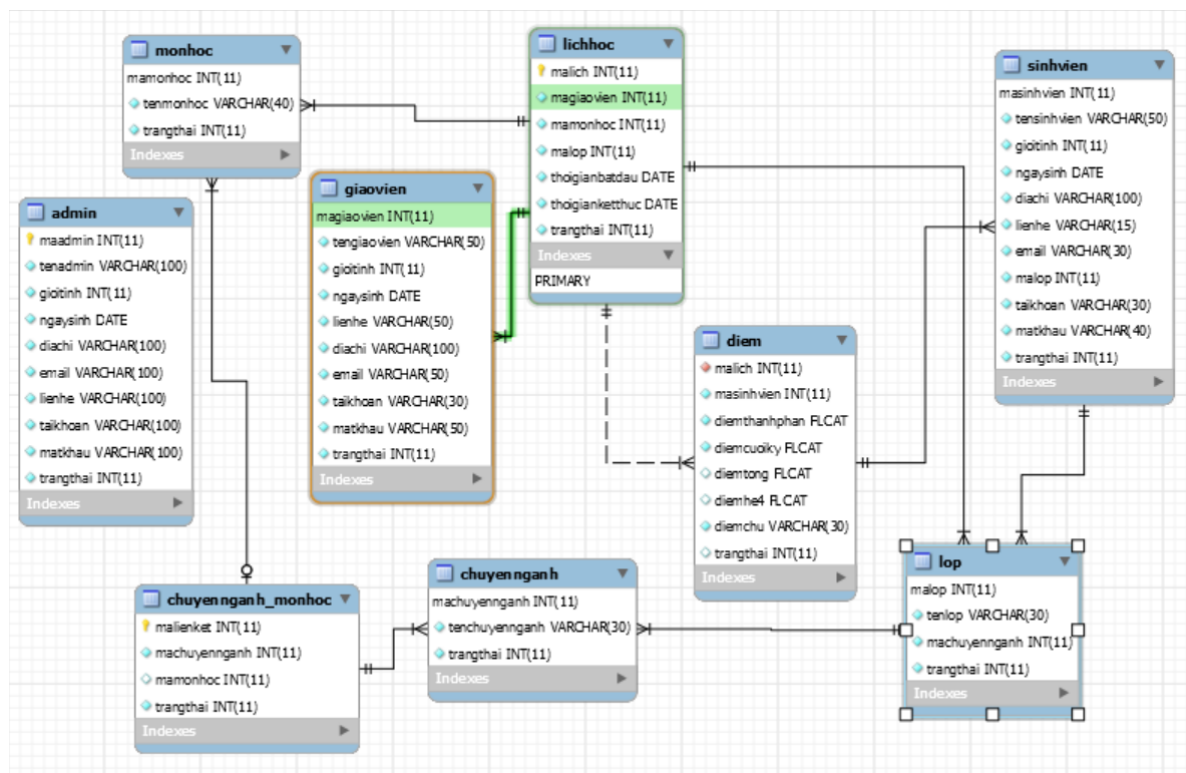 monhoc
mamonhoc INT(11)
tenmonhoc VARCHAR(40)
trangthai INT(11)
Indexes
admin
maadmin INT(11)
tenadmin VARCHAR(100)
gioitinh INT(11)
ngaysinh DATE
diachi VARCHAR(100)
email VARCHAR(100)
lienhe VARCHAR(100)
taikhoan VARCHAR(100)
matkhau VARCHAR(100)
trangthai INT(11)
Indexes
giaovien
magiaovien INT(11)
tengiaovien VARCHAR(50)
gioitinh INT(11)
ngaysinh DATE
lienhe VARCHAR(50)
diachi VARCHAR(100)
email VARCHAR(50)
taikhoan VARCHAR(30)
matkhau VARCHAR(50)
trangthai INT(11)
Indexes
lichhoc
malich INT(11)
magiaovien INT(11)
mamonhoc INT(11)
malop INT(11)
thoigianbatdau DATE
thoigianketthuc DATE
trangthai INT(11)
Indexes
PRIMARY
sinhvien
masinhvien INT(11)
tensinhvien VARCHAR(50)
gioitinh INT(11)
ngaysinh DATE
diachi VARCHAR(100)
lienhe VARCHAR(15)
email VARCHAR(30)
malop INT(11)
taikhoan VARCHAR(30)
matkhau VARCHAR(40)
trangthai INT(11)
Indexes
diem
malich INT(11)
masinhvien INT(11)
diemthanhphan FLOAT
diemcuoiky FLOAT
diemtong FLOAT
diemhe4 FLOAT
diemchu VARCHAR(30)
trangthai INT(11)
Indexes
chuyennganh_monhoc
malienket INT(11)
machuyennganh INT(11)
mamonhoc INT(11)
trangthai INT(11)
Indexes
chuyennganh
machuyennganh INT(11)
tenchuyennganh VARCHAR(30)
trangthai INT(11)
Indexes
lop
malop INT(11)
tenlop VARCHAR(30)
machuyennganh INT(11)
trangthai INT(11)
Indexes